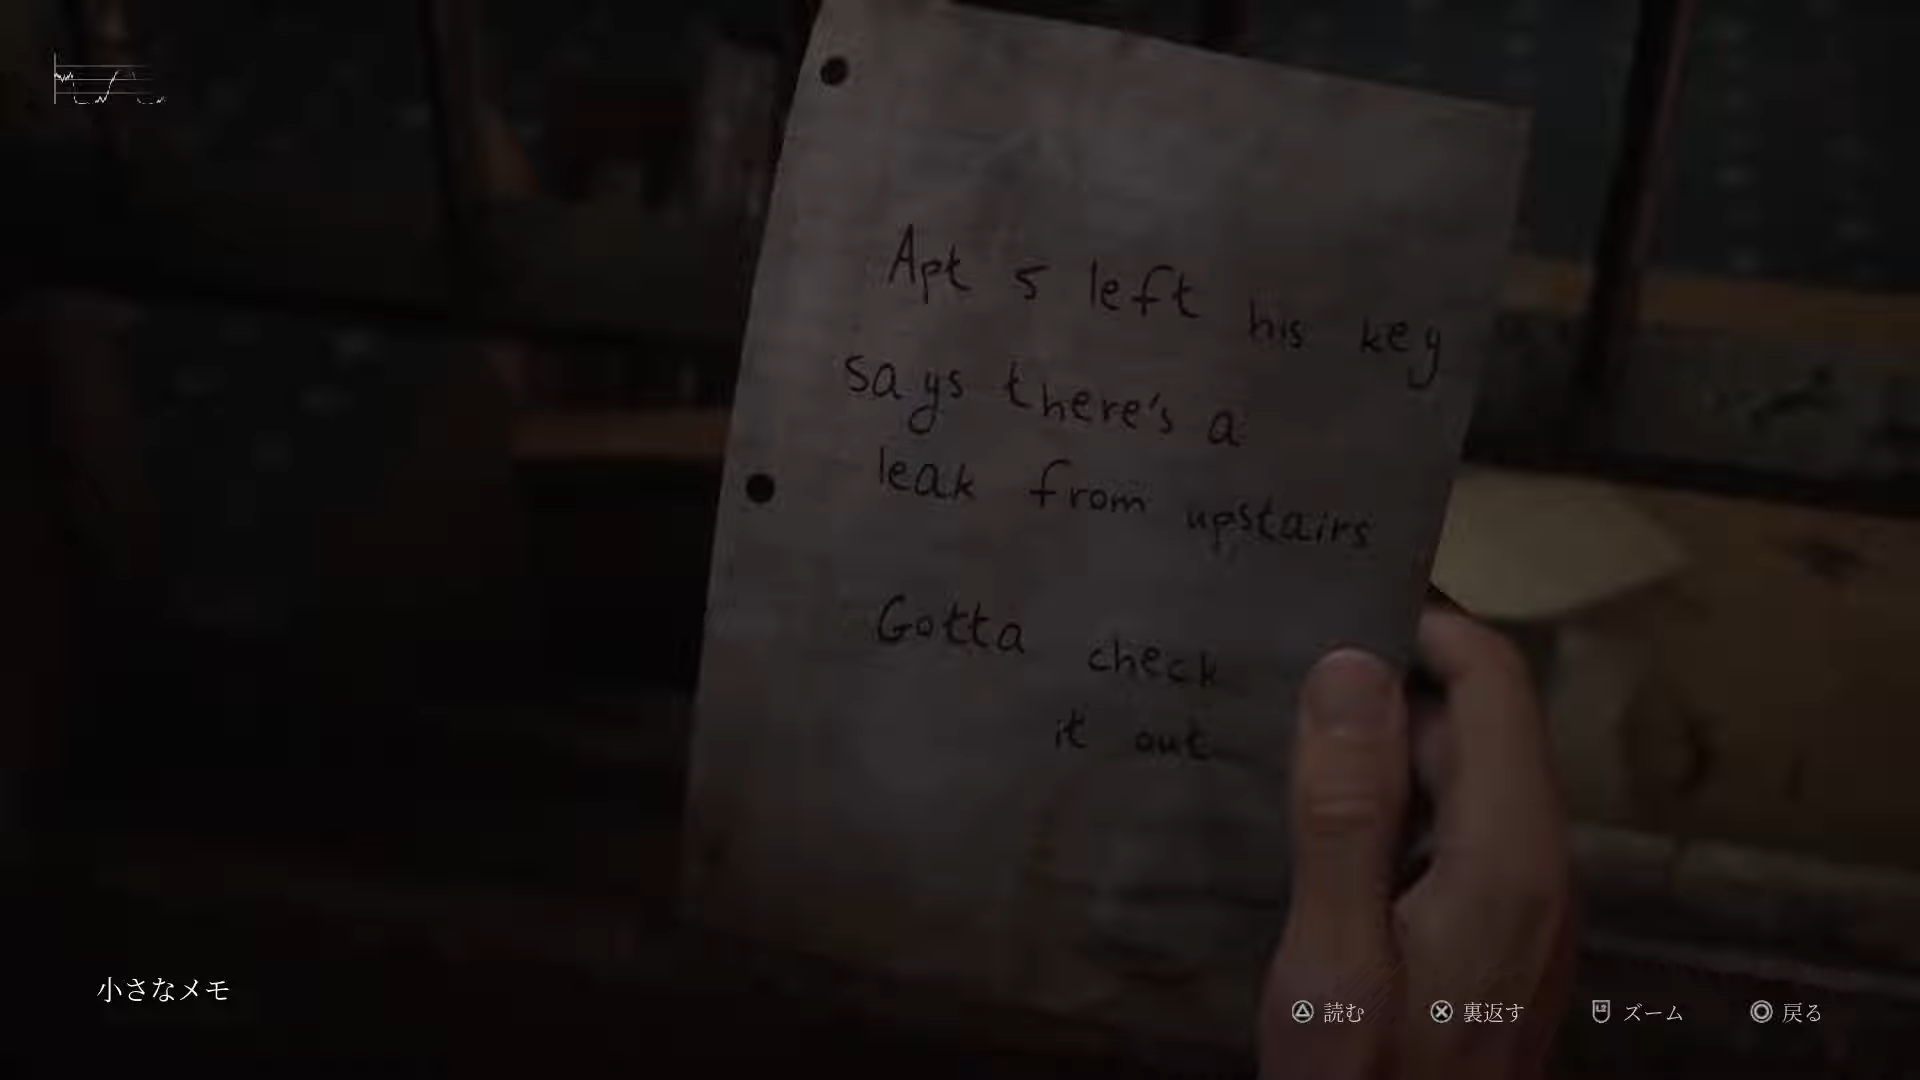 Apt 5 left his key
says there's a
leak from upstairs
Gotta check
it out
小さなメモ
読む 裏返す L2 ズーム 戻る